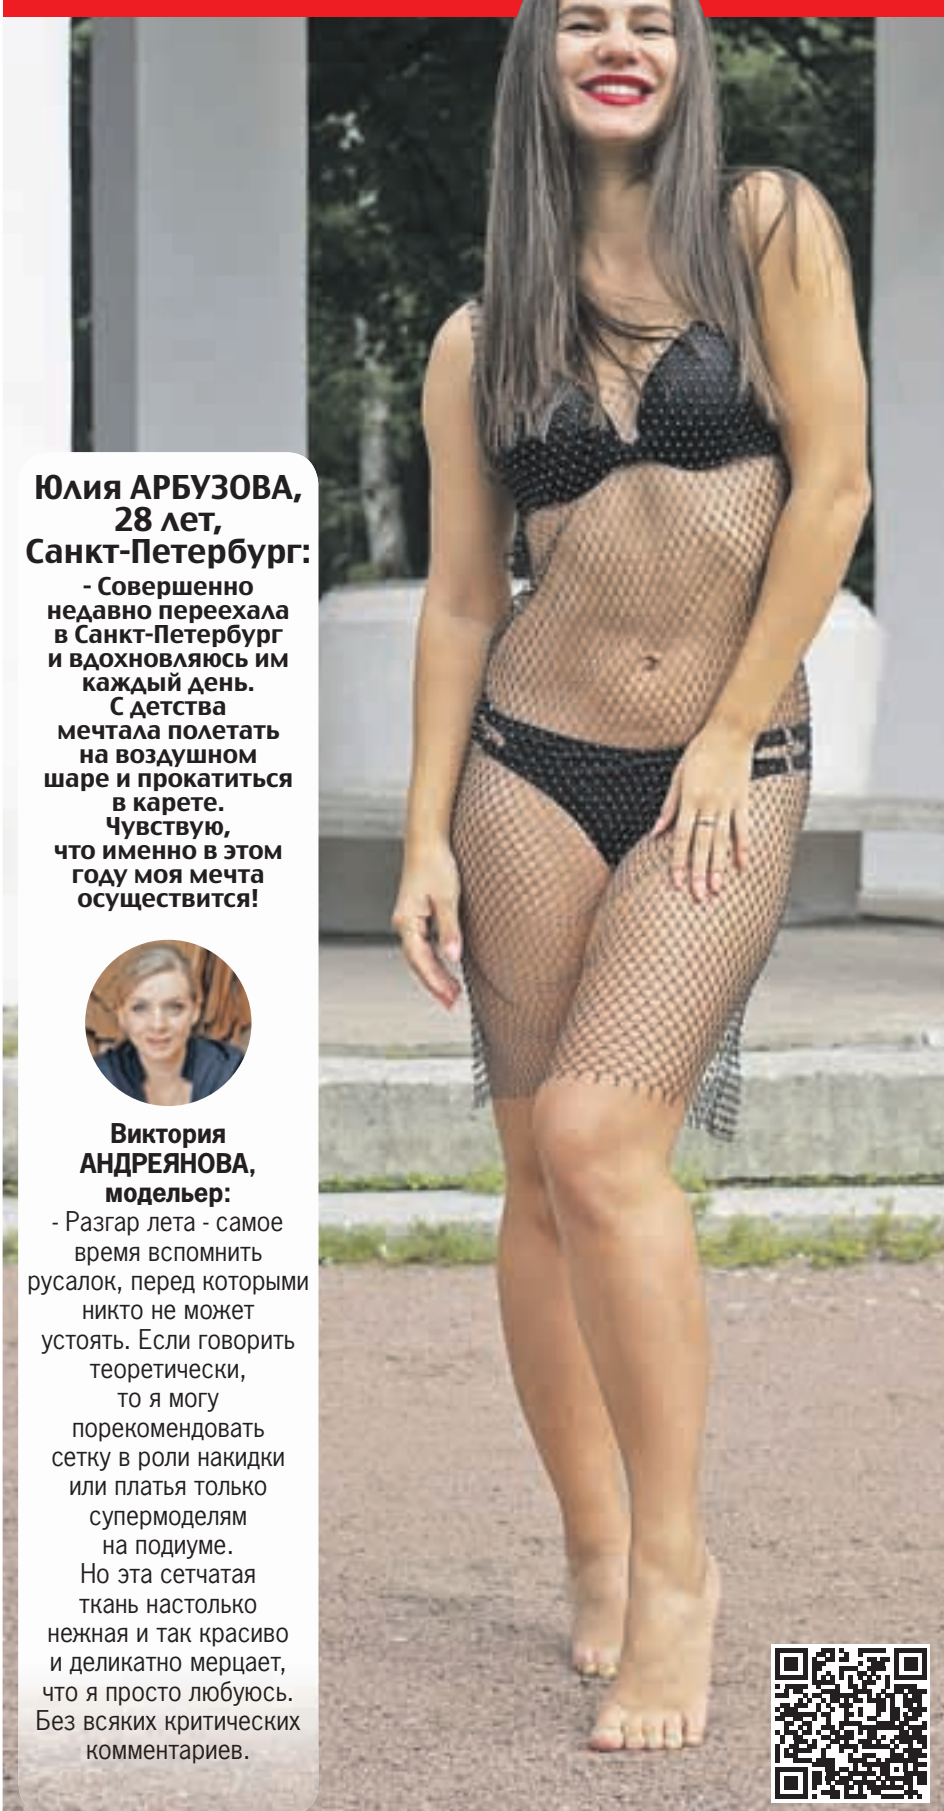 Юлия АРБУЗОВА,
28 лет,
Санкт-Петербург:
- Совершенно
недавно переехала
в Санкт-Петербург
и вдохновляюсь им
каждый день.
С детства
мечтала полетать
на воздушном
шаре и прокатиться
в карете.
Чувствую,
что именно в этом
году моя мечта
осуществится!
Виктория
АНДРЕЯНОВА,
модельер:
- Разгар лета - самое
время вспомнить
русалок, перед которыми
никто не может
устоять. Если говорить
теоретически,
то я могу
порекомендовать
сетку в роли накидки
или платья только
супермоделям
на подиуме.
Но эта сетчатая
ткань настолько
нежная и так красиво
и деликатно мерцает,
что я просто любуюсь.
Без всяких критических
комментариев.